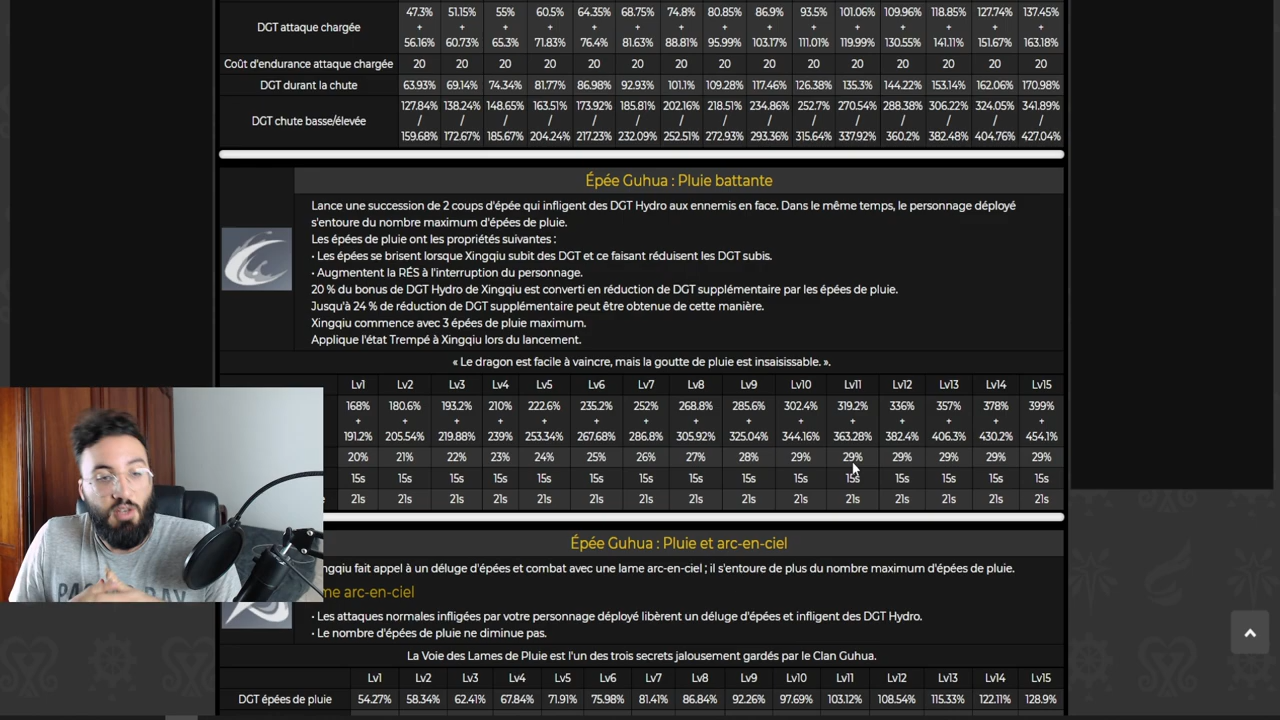 47.3% 51.15% 55% 60.5% 64.35% 68.75% 74.8% 80.85% 86.9% 93.5% 101.06% 109.96% 118.85% 127.74% 137.45%
DGT attaque chargée + + + + + + + + + + + + + + +
56.16% 60.73% 65.3% 71.83% 76.4% 81.63% 88.81% 95.99% 103.17% 111.01% 119.99% 130.55% 141.11% 151.67% 163.18%
Coût d'endurance attaque chargée 20 20 20 20 20 20 20 20 20 20 20 20 20 20 20
DGT durant la chute 63.93% 69.14% 74.34% 81.77% 86.98% 92.93% 101.1% 109.28% 117.46% 126.38% 135.3% 144.22% 153.14% 162.06% 170.98%
127.84% 138.24% 148.65% 163.51% 173.92% 185.81% 202.16% 218.51% 234.86% 252.7% 270.54% 288.38% 306.22% 324.05% 341.89%
DGT chute basse/élevée / / / / / / / / / / / / / / /
159.68% 172.67% 185.67% 204.24% 217.23% 232.09% 252.51% 272.93% 293.36% 315.64% 337.92% 360.2% 382.48% 404.76% 427.04%
Épée Guhua : Pluie battante
Lance une succession de 2 coups d'épée qui infligent des DGT Hydro aux ennemis en face. Dans le même temps, le personnage déployé
s'entoure du nombre maximum d'épées de pluie.
Les épées de pluie ont les propriétés suivantes :
• Les épées se brisent lorsque Xingqiu subit des DGT et ce faisant réduisent les DGT subis.
• Augmentent la RÉS à l'interruption du personnage.
20 % du bonus de DGT Hydro de Xingqiu est converti en réduction de DGT supplémentaire par les épées de pluie.
Jusqu'à 24 % de réduction de DGT supplémentaire peut être obtenue de cette manière.
Xingqiu commence avec 3 épées de pluie maximum.
Applique l'état Trempé à Xingqiu lors du lancement.
« Le dragon est facile à vaincre, mais la goutte de pluie est insaisissable. ».
Lv1 Lv2 Lv3 Lv4 Lv5 Lv6 Lv7 Lv8 Lv9 Lv10 Lv11 Lv12 Lv13 Lv14 Lv15
168% 180.6% 193.2% 210% 222.6% 235.2% 252% 268.8% 285.6% 302.4% 319.2% 336% 357% 378% 399%
+ + + + + + + + + + + + + + +
191.2% 205.54% 219.88% 239% 253.34% 267.68% 286.8% 305.92% 325.04% 344.16% 363.28% 382.4% 406.3% 430.2% 454.1%
20% 21% 22% 23% 24% 25% 26% 27% 28% 29% 29% 29% 29% 29% 29%
15s 15s 15s 15s 15s 15s 15s 15s 15s 15s 15s 15s 15s 15s 15s
21s 21s 21s 21s 21s 21s 21s 21s 21s 21s 21s 21s 21s 21s 21s
Épée Guhua : Pluie et arc-en-ciel
ngqiu fait appel à un déluge d'épées et combat avec une lame arc-en-ciel ; il s'entoure de plus du nombre maximum d'épées de pluie.
me arc-en-ciel
• Les attaques normales infligées par votre personnage déployé libèrent un déluge d'épées et infligent des DGT Hydro.
• Le nombre d'épées de pluie ne diminue pas.
La Voie des Lames de Pluie est l'un des trois secrets jalousement gardés par le Clan Guhua.
Lv1 Lv2 Lv3 Lv4 Lv5 Lv6 Lv7 Lv8 Lv9 Lv10 Lv11 Lv12 Lv13 Lv14 Lv15
DGT épées de pluie 54.27% 58.34% 62.41% 67.84% 71.91% 75.98% 81.41% 86.84% 92.26% 97.69% 103.12% 108.54% 115.33% 122.11% 128.9%